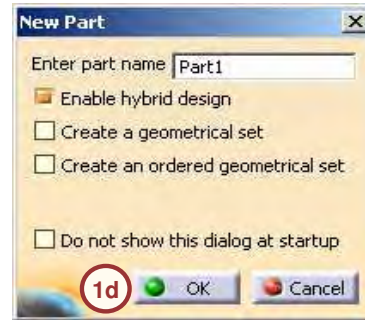 New Part
Enter part name Part1
Enable hybrid design
Create a geometrical set
Create an ordered geometrical set
Do not show this dialog at startup
1d OK Cancel